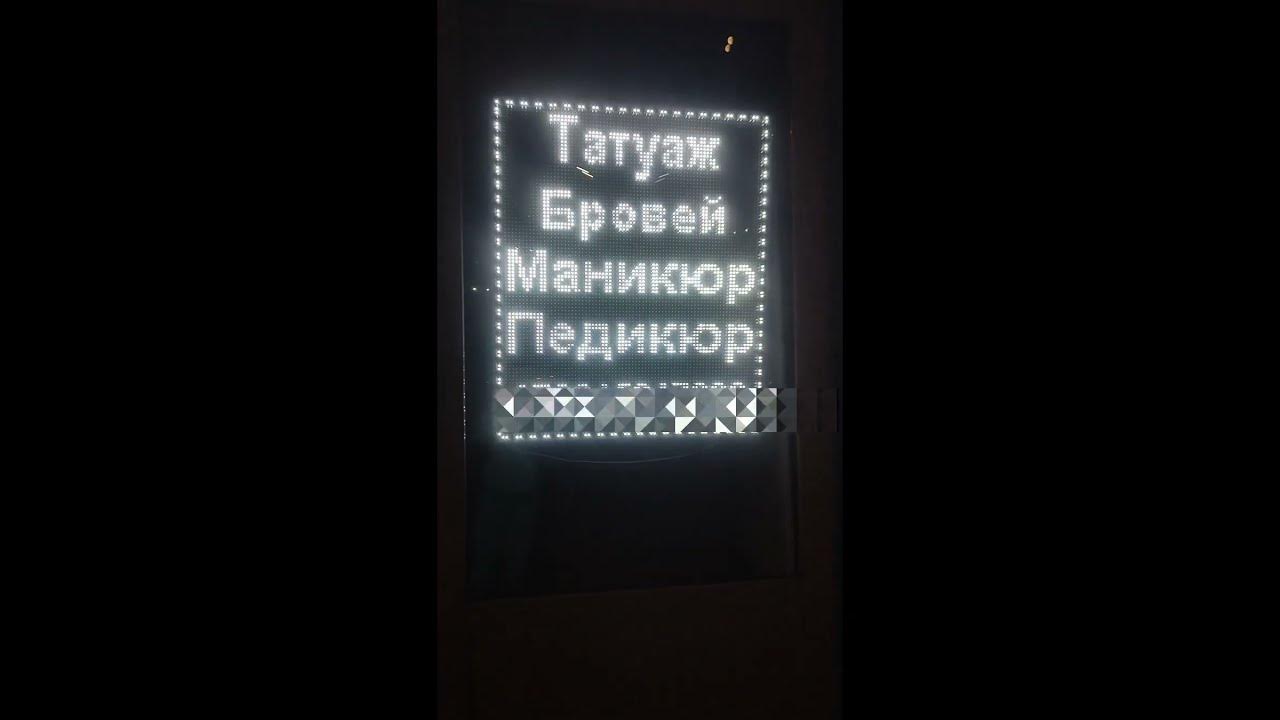 Татуаж
Бровей
Маникюр
Педикюр